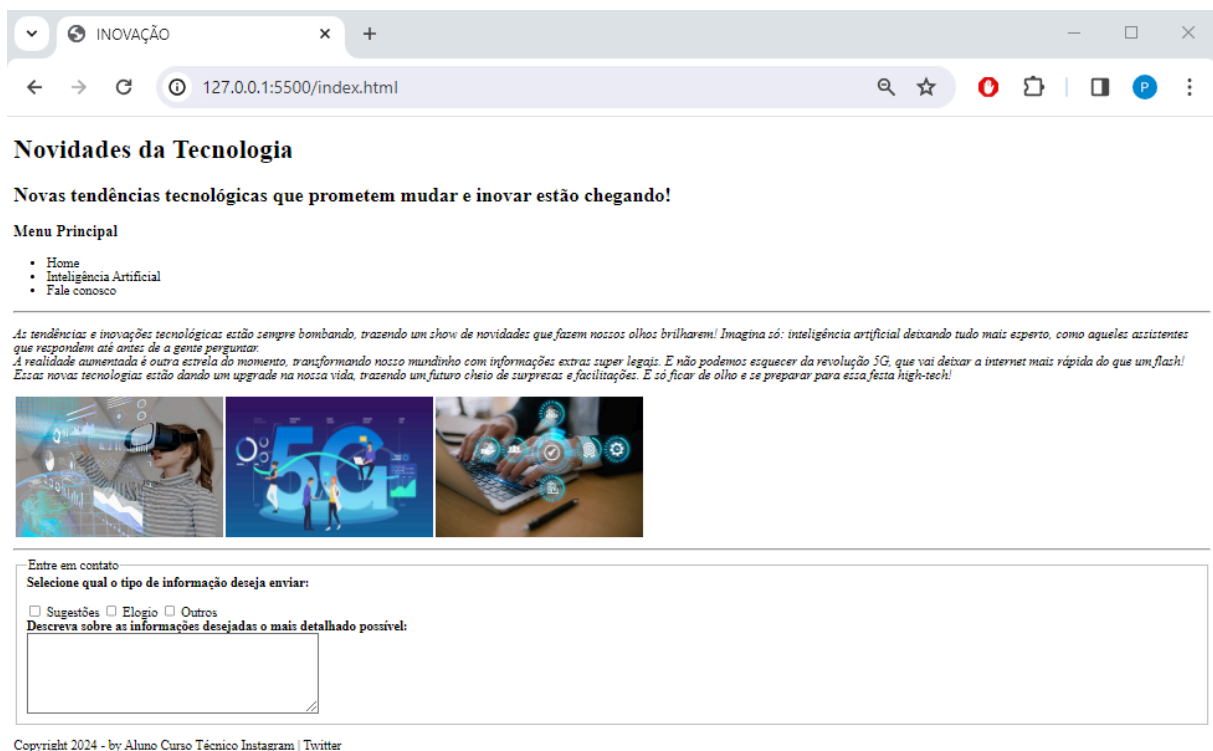 INOVAÇÃO
127.0.0.1:5500/index.html
P
Novidades da Tecnologia
Novas tendências tecnológicas que prometem mudar e inovar estão chegando!
Menu Principal
Home
Inteligência Artificial
Fale conosco
As tendências e inovações tecnológicas estão sempre bombando, trazendo um show de novidades que fazem nossos olhos brilharem! Imagina só: inteligência artificial deixando tudo mais esperto, como aqueles assistentes
que respondem até antes de a gente perguntar.
A realidade aumentada é outra estrela do momento, transformando nosso mundinho com informações extras super legais. E não podemos esquecer da revolução 5G, que vai deixar a internet mais rápida do que um flash!
Essas novas tecnologias estão dando um upgrade na nossa vida, trazendo um futuro cheio de surpresas e facilitações. É só ficar de olho e se preparar para essa festa high-tech!
5G
Entre em contato
Selecione qual o tipo de informação deseja enviar:
Sugestões Elogio Outros
Descreva sobre as informações desejadas o mais detalhado possível:
Copyright 2024 - by Aluno Curso Técnico Instagram | Twitter